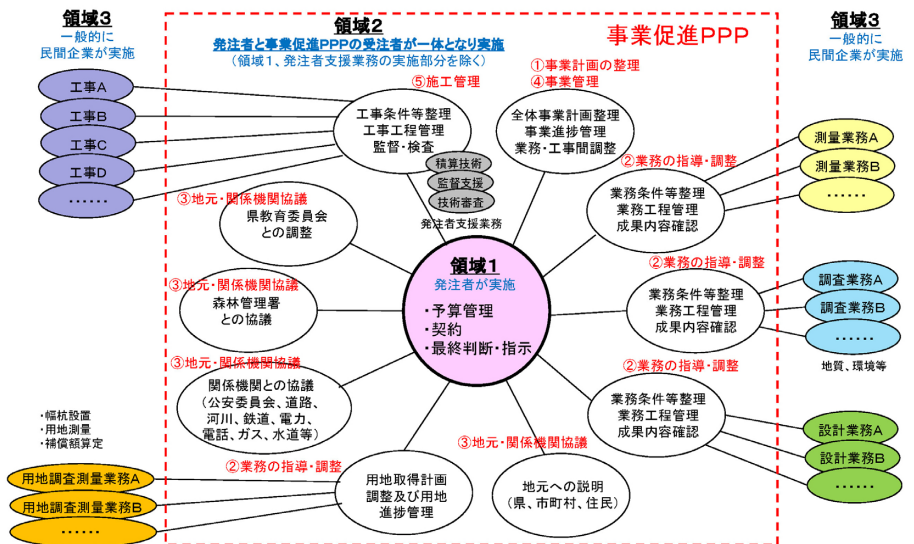 領域3
一般的に
民間企業が実施
工事A
工事B
工事C
工事D
……
領域2
発注者と事業促進PPPの受注者が一体となり実施
(領域1、発注者支援業務の実施部分を除く)
事業促進PPP
領域3
一般的に
民間企業が実施
⑤施工管理
工事条件等整理
工事工程管理
監督・検査
積算技術
監督支援
技術審査
発注者支援業務
①事業計画の整理
④事業管理
全体事業計画整理
事業進捗管理
業務・工事間調整
②業務の指導・調整
業務条件等整理
業務工程管理
成果内容確認
測量業務A
測量業務B
……
③地元・関係機関協議
県教育委員会
との調整
領域1
発注者が実施
・予算管理
・契約
・最終判断・指示
②業務の指導・調整
業務条件等整理
業務工程管理
成果内容確認
調査業務A
調査業務B
……
地質、環境等
③地元・関係機関協議
森林管理署
との協議
③地元・関係機関協議
関係機関との協議
(公安委員会、道路、
河川、鉄道、電力、
電話、ガス、水道等)
②業務の指導・調整
業務条件等整理
業務工程管理
成果内容確認
設計業務A
設計業務B
……
・幅杭設置
・用地測量
・補償額算定
用地調査測量業務A
用地調査測量業務B
……
②業務の指導・調整
用地取得計画
調整及び用地
進捗管理
③地元・関係機関協議
地元への説明
(県、市町村、住民)